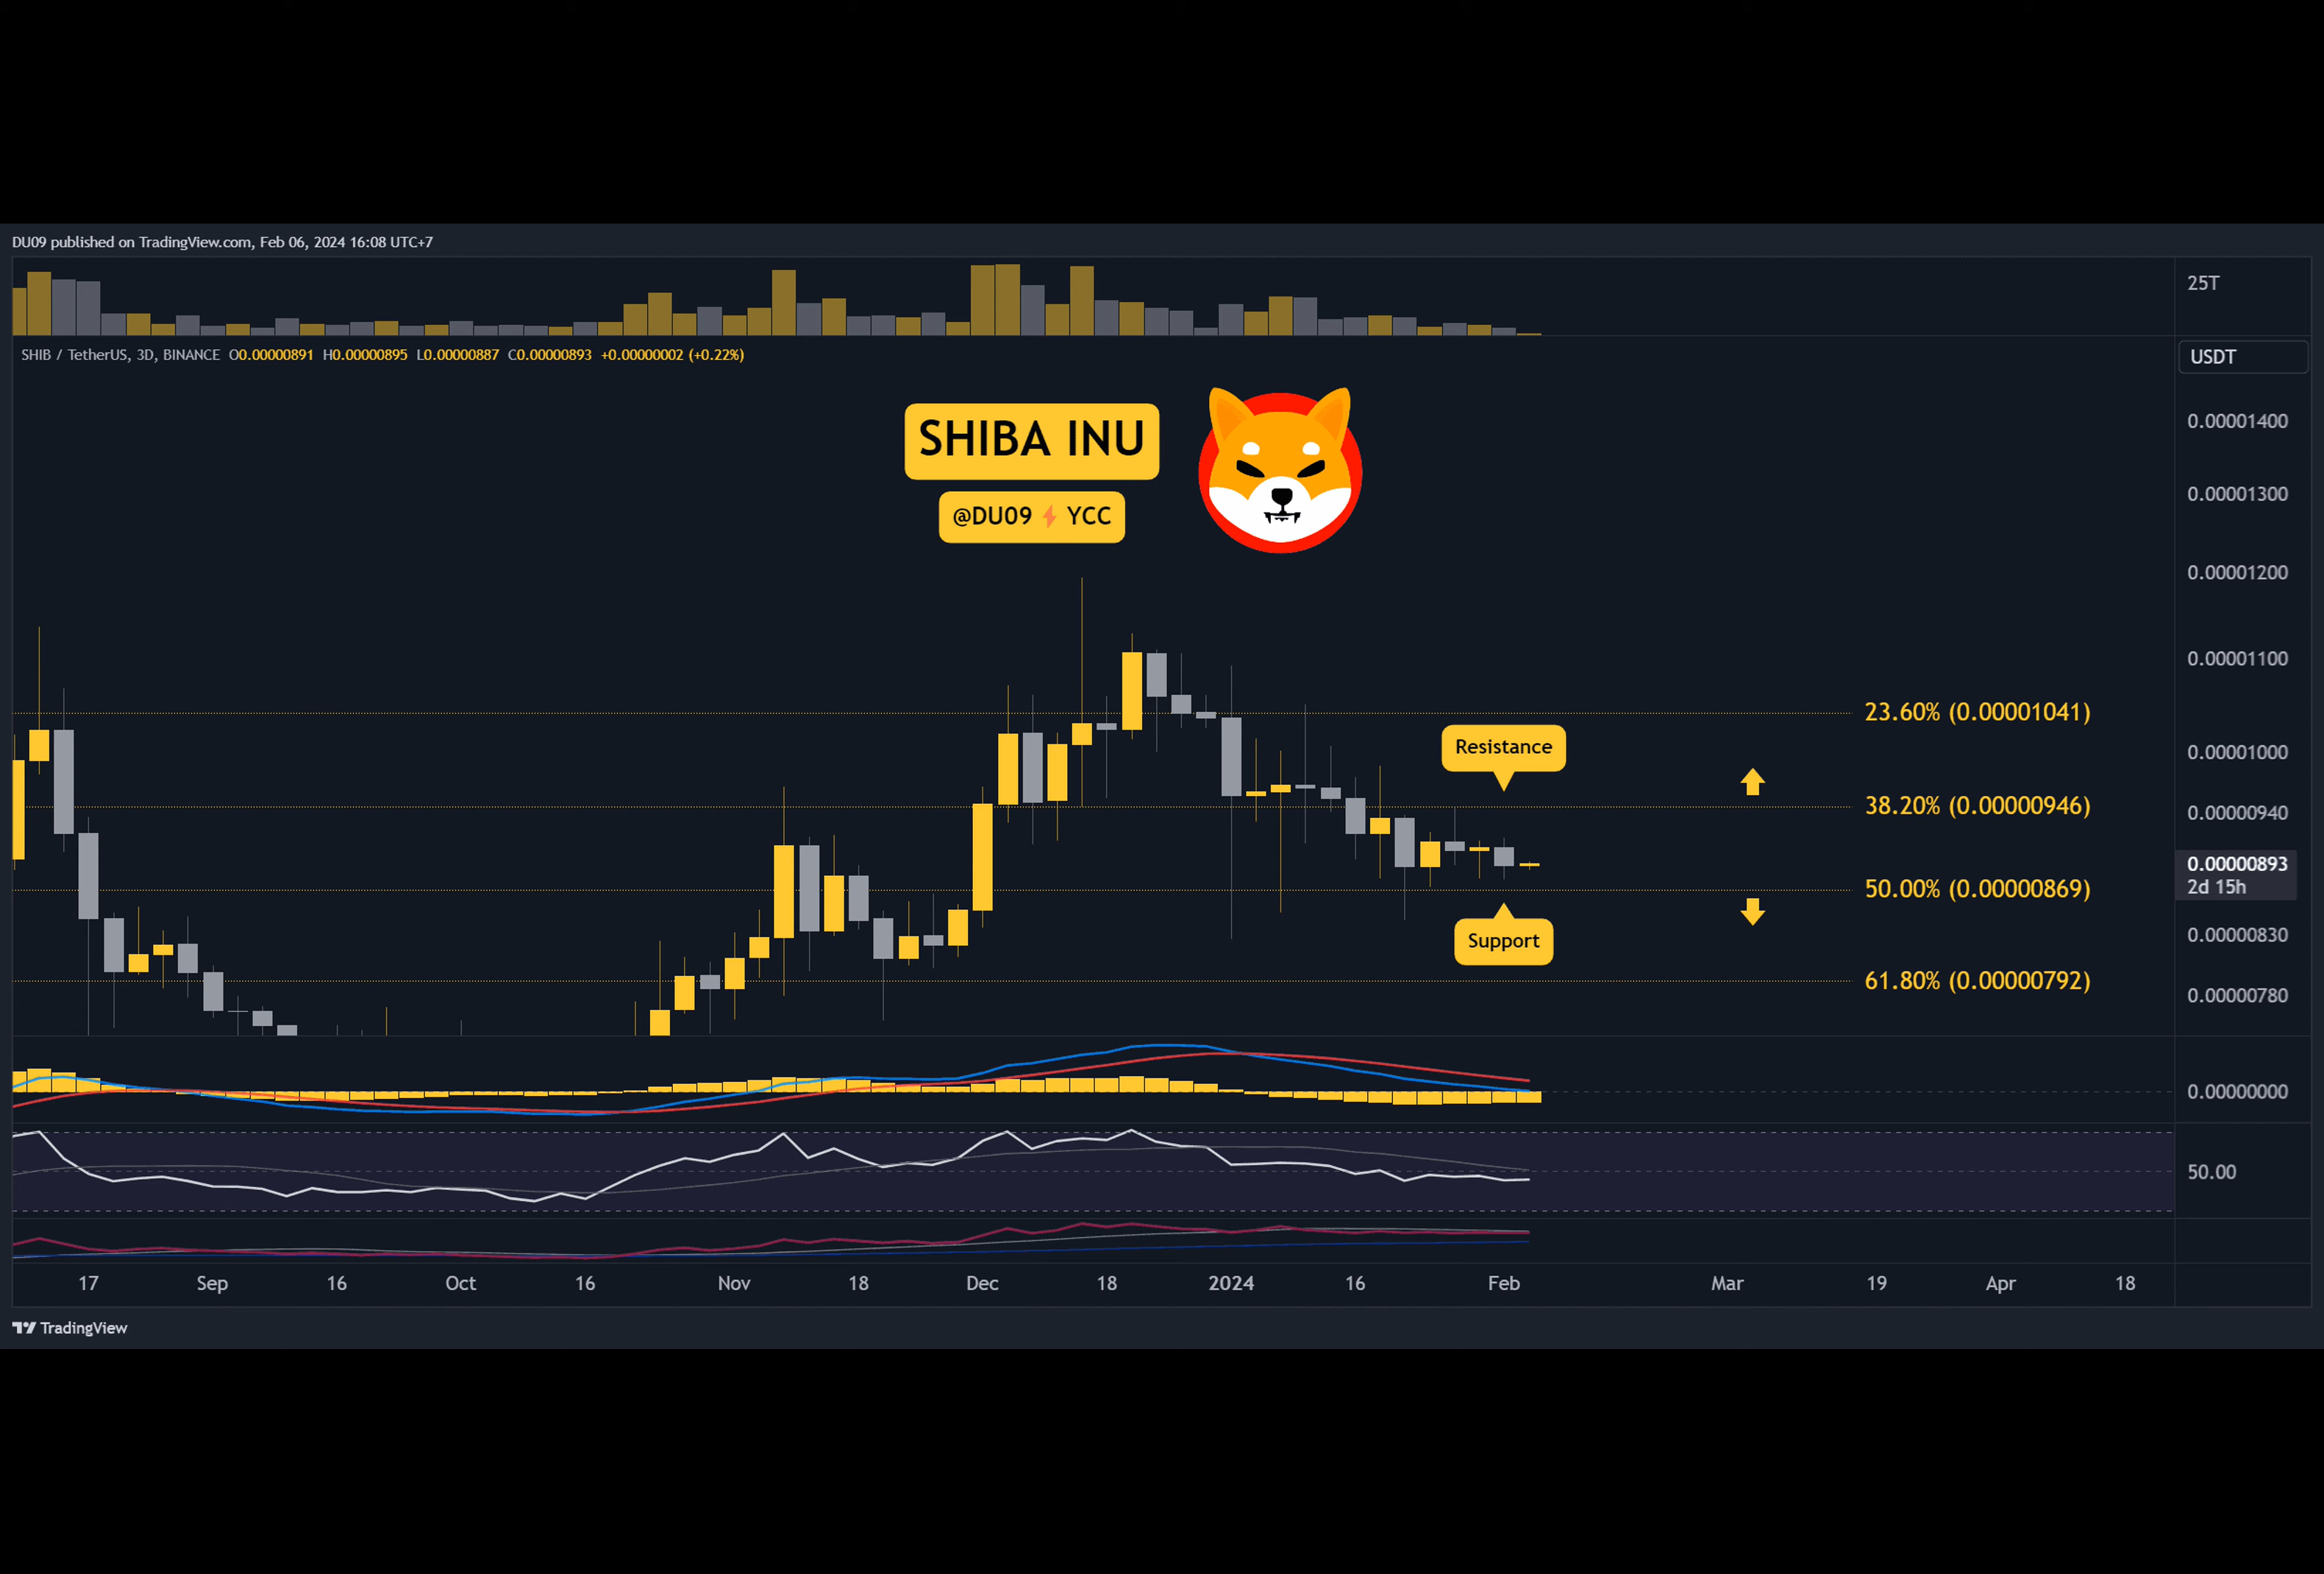 DU09 published on TradingView.com, Feb 06, 2024 16:08 UTC+7
25T
SHIB / TetherUS, 3D, BINANCE O0.00000891 H0.00000895 L0.00000887 C0.00000893 +0.00000002 (+0.22%)
USDT
SHIBA INU
@DU09 ⚡ YCC
0.00001400
0.00001300
0.00001200
0.00001100
23.60% (0.00001041)
Resistance
0.00001000
38.20% (0.00000946)
0.00000940
0.00000893
2d 15h
50.00% (0.00000869)
Support
0.00000830
61.80% (0.00000792)
0.00000780
0.00000000
50.00
17 Sep 16 Oct 16 Nov 18 Dec 18 2024 16 Feb Mar 19 Apr 18
TradingView